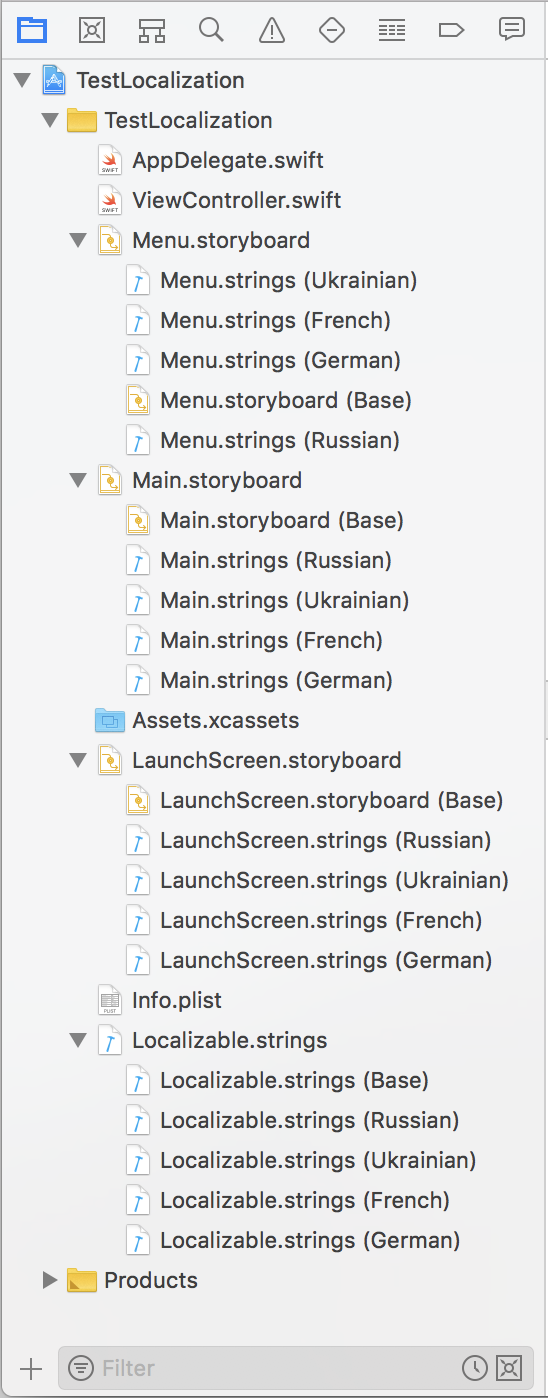 TestLocalization
TestLocalization
AppDelegate.swift
ViewController.swift
Menu.storyboard
Menu.strings (Ukrainian)
Menu.strings (French)
Menu.strings (German)
Menu.storyboard (Base)
Menu.strings (Russian)
Main.storyboard
Main.storyboard (Base)
Main.strings (Russian)
Main.strings (Ukrainian)
Main.strings (French)
Main.strings (German)
Assets.xcassets
LaunchScreen.storyboard
LaunchScreen.storyboard (Base)
LaunchScreen.strings (Russian)
LaunchScreen.strings (Ukrainian)
LaunchScreen.strings (French)
LaunchScreen.strings (German)
Info.plist
Localizable.strings
Localizable.strings (Base)
Localizable.strings (Russian)
Localizable.strings (Ukrainian)
Localizable.strings (French)
Localizable.strings (German)
Products
Filter